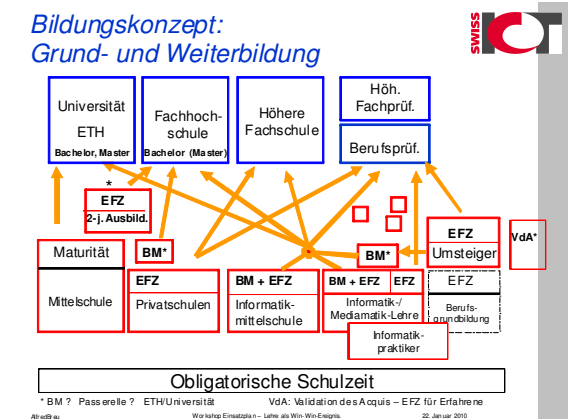 Bildungskonzept:
Grund- und Weiterbildung
SWISS
ICT
Universität
ETH
Bachelor, Master
Fachhoch-
schule
Bachelor (Master)
Höhere
Fachschule
Höh.
Fachprüf.
Berufsprüf.
*
EFZ
2-j. Ausbild.
Maturität
Mittelschule
BM*
EFZ
Privatschulen
BM + EFZ
Informatik-
mittelschule
BM*
BM + EFZ
EFZ
Informatik-/
Mediamatik-Lehre
Informatik-
praktiker
EFZ
Umsteiger
VdA*
EFZ
Berufs-
grundbildung
Obligatorische Schulzeit
* BM ? Passerelle ? ETH/Universität
VdA: Validation des Acquis – EFZ für Erfahrene
Alfred Breu
Workshop Einsatzplan – Lehre als Win-Win-Ereignis.
22. Januar 2010